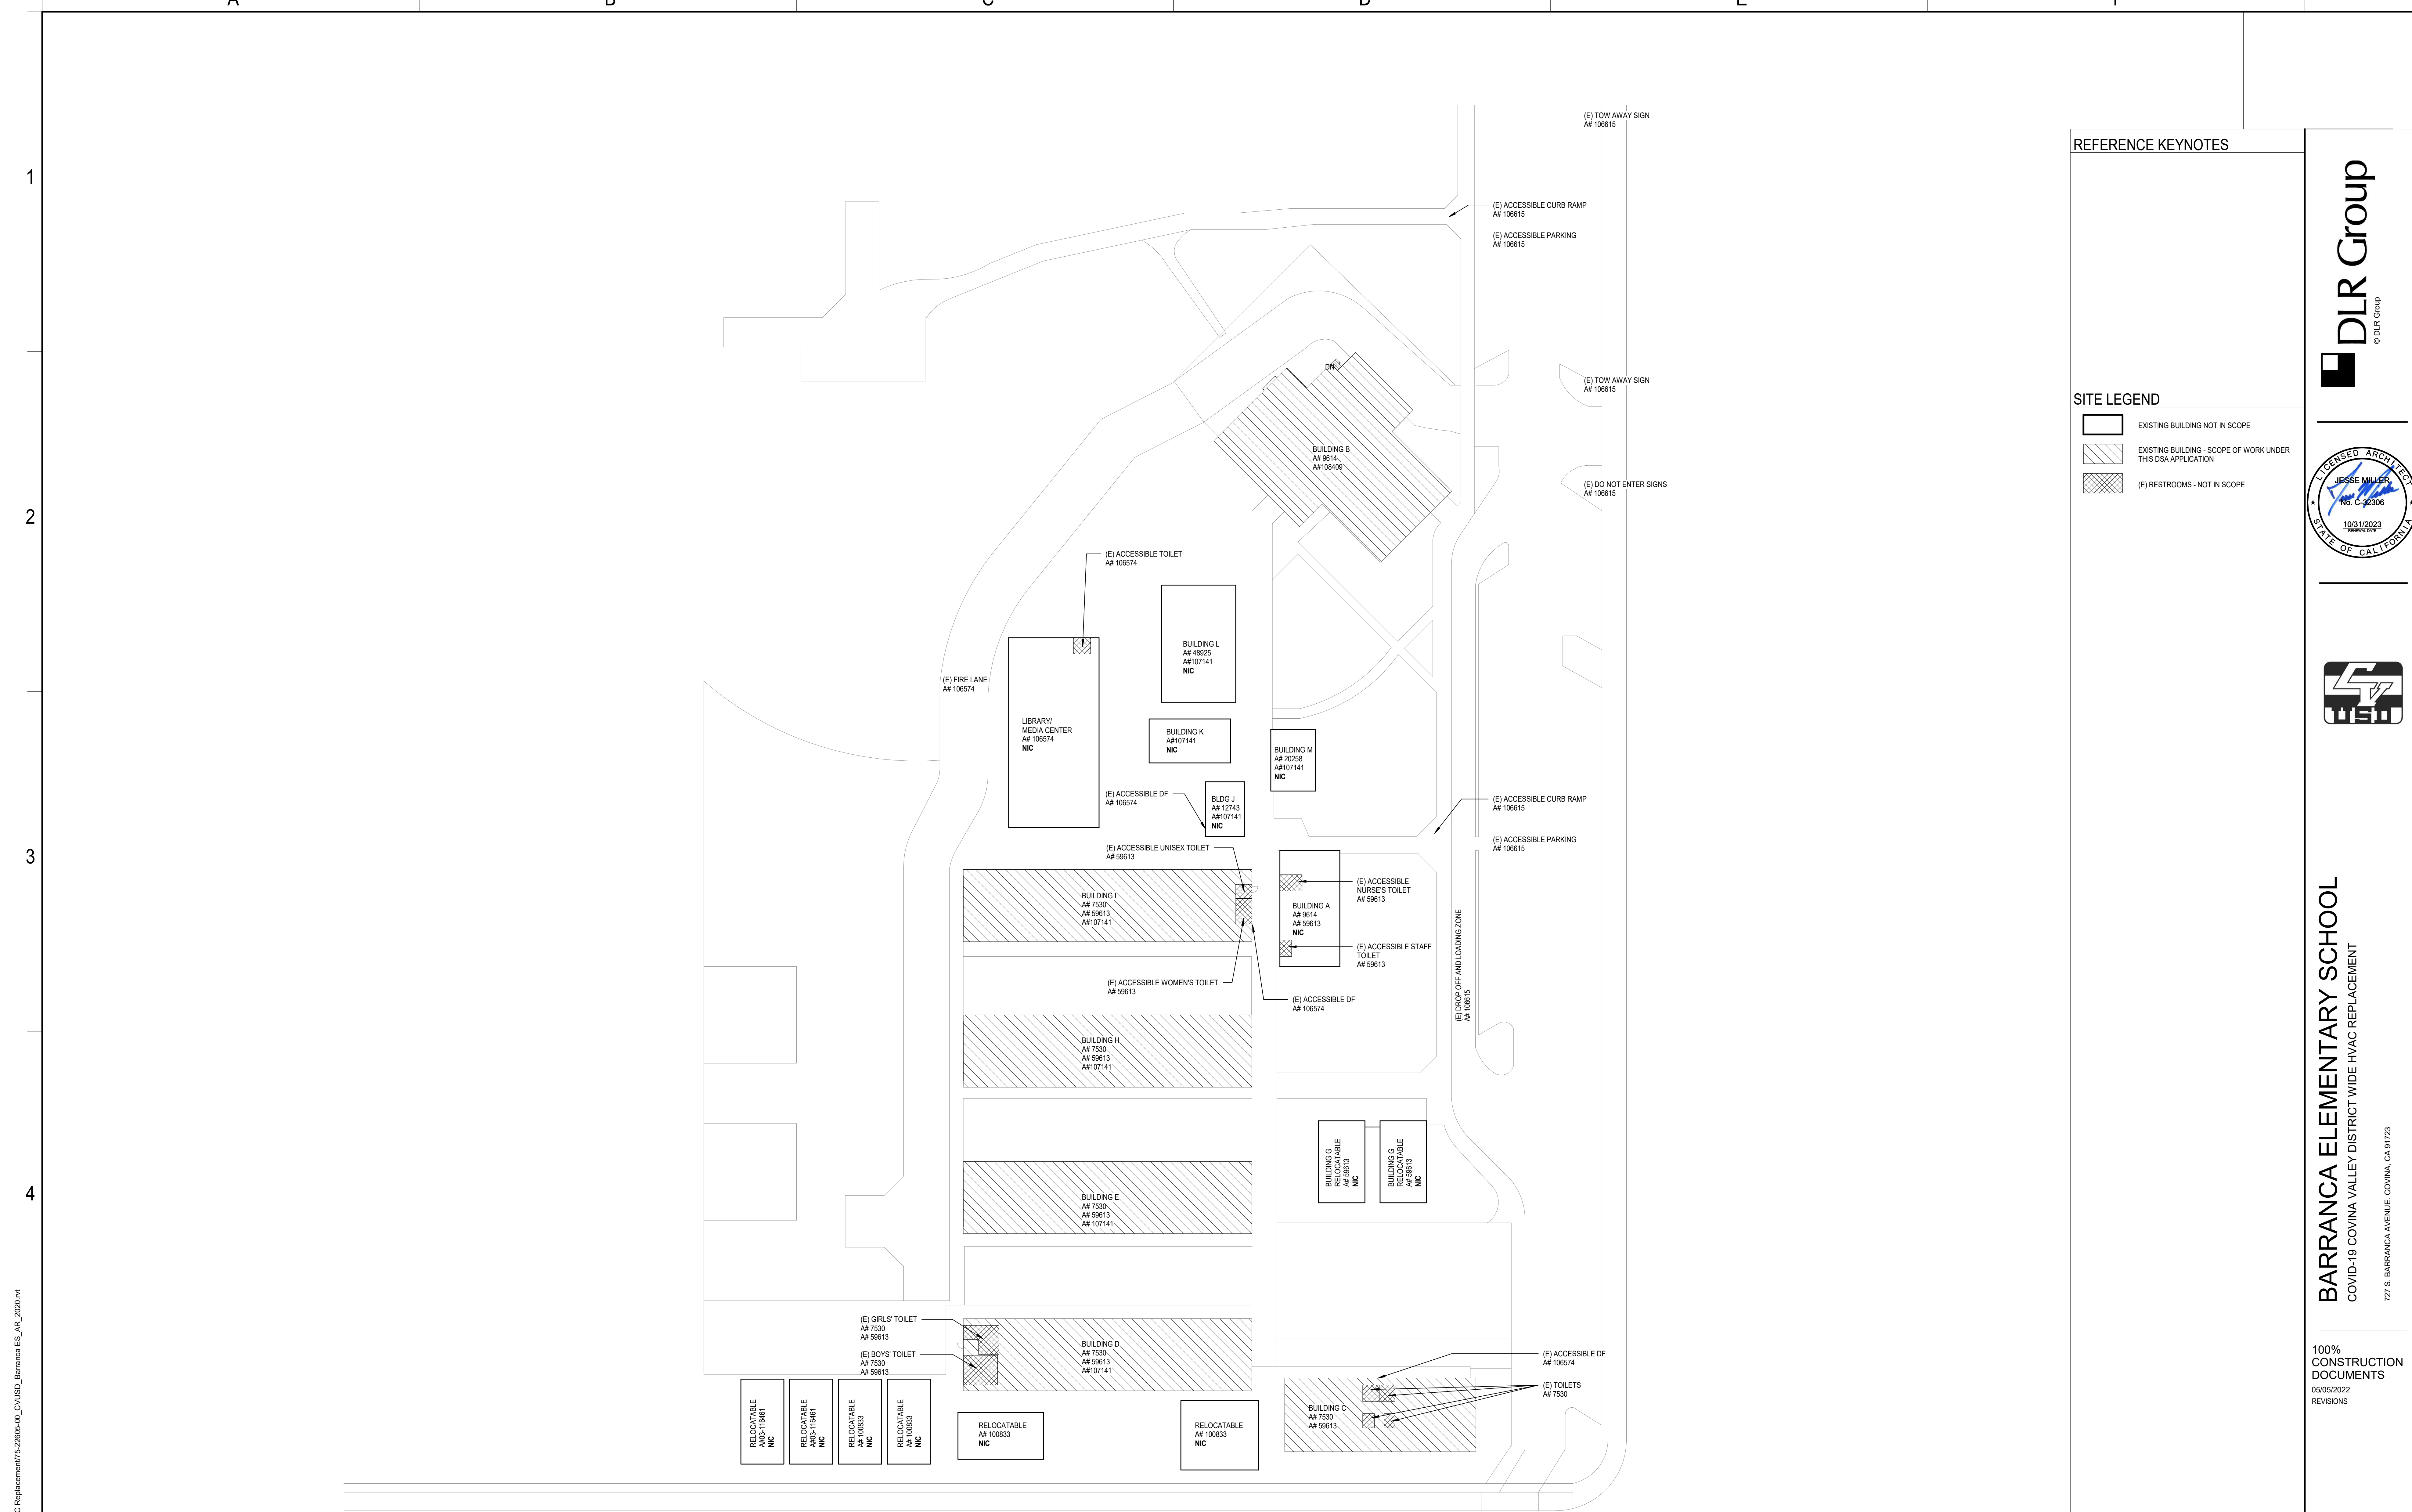 A
B
C
D
E
1
2
3
4
(E) TOW AWAY SIGN
A# 106615
(E) ACCESSIBLE CURB RAMP
A# 106615
(E) ACCESSIBLE PARKING
A# 106615
DN
(E) TOW AWAY SIGN
A# 106615
BUILDING B
A# 9614
A#108409
(E) DO NOT ENTER SIGNS
A# 106615
(E) ACCESSIBLE TOILET
A# 106574
BUILDING L
A# 48925
A#107141
NIC
(E) FIRE LANE
A# 106574
LIBRARY/
MEDIA CENTER
A# 106574
NIC
BUILDING K
A#107141
NIC
BUILDING M
A# 20258
A#107141
NIC
(E) ACCESSIBLE DF
A# 106574
BLDG J
A# 12743
A#107141
NIC
(E) ACCESSIBLE CURB RAMP
A# 106615
(E) ACCESSIBLE PARKING
A# 106615
(E) ACCESSIBLE UNISEX TOILET
A# 59613
BUILDING I
A# 7530
A# 59613
A#107141
(E) ACCESSIBLE
NURSE'S TOILET
A# 59613
BUILDING A
A# 9614
A# 59613
NIC
(E) ACCESSIBLE STAFF
TOILET
A# 59613
(E) DROP OFF AND LOADING ZONE
A# 106615
(E) ACCESSIBLE WOMEN'S TOILET
A# 59613
(E) ACCESSIBLE DF
A# 106574
BUILDING H
A# 7530
A# 59613
A#107141
BUILDING G
RELOCATABLE
A# 59613
NIC
BUILDING G
RELOCATABLE
A# 59613
NIC
BUILDING E
A# 7530
A# 59613
A# 107141
(E) GIRLS' TOILET
A# 7530
A# 59613
(E) BOYS' TOILET
A# 7530
A# 59613
BUILDING D
A# 7530
A# 59613
A#107141
(E) ACCESSIBLE DF
A# 106574
(E) TOILETS
A# 7530
BUILDING C
A# 7530
A# 59613
RELOCATABLE
A#03-116461
NIC
RELOCATABLE
A#03-116461
NIC
RELOCATABLE
A# 100833
NIC
RELOCATABLE
A# 100833
NIC
RELOCATABLE
A# 100833
NIC
RELOCATABLE
A# 100833
NIC
C Replacement/75-22605-00_CVUSD_Barranca ES_AR_2020.rvt
REFERENCE KEYNOTES
SITE LEGEND
EXISTING BUILDING NOT IN SCOPE
EXISTING BUILDING - SCOPE OF WORK UNDER
THIS DSA APPLICATION
(E) RESTROOMS - NOT IN SCOPE
DLR Group
© DLR Group
LICENSED ARCHITECT
JESSE MILLER
No. C-32306
10/31/2023
RENEWAL DATE
STATE OF CALIFORNIA
CV
USD
BARRANCA ELEMENTARY SCHOOL
COVID-19 COVINA VALLEY DISTRICT WIDE HVAC REPLACEMENT
727 S. BARRANCA AVENUE. COVINA, CA 91723
100%
CONSTRUCTION
DOCUMENTS
05/05/2022
REVISIONS